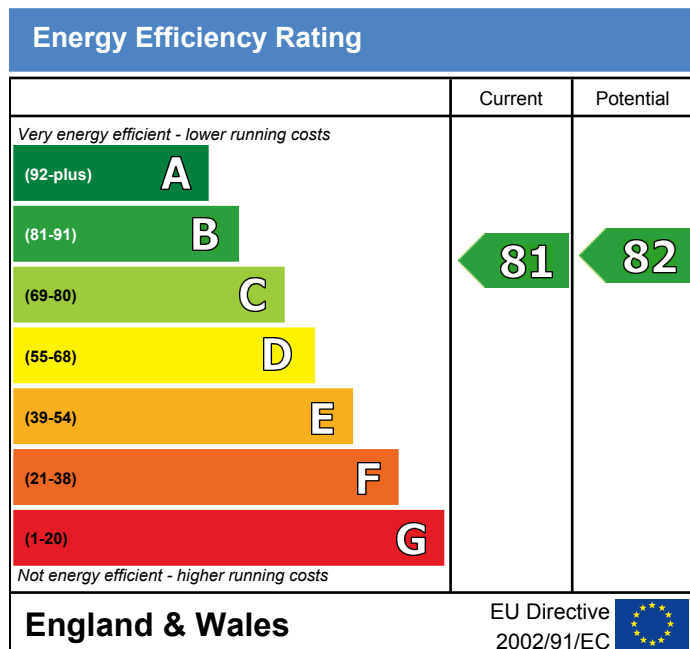 Energy Efficiency Rating
Current Potential
Very energy efficient - lower running costs
(92-plus) A
(81-91) B
81 82
(69-80) C
(55-68) D
(39-54) E
(21-38) F
(1-20) G
Not energy efficient - higher running costs
England & Wales
EU Directive
2002/91/EC